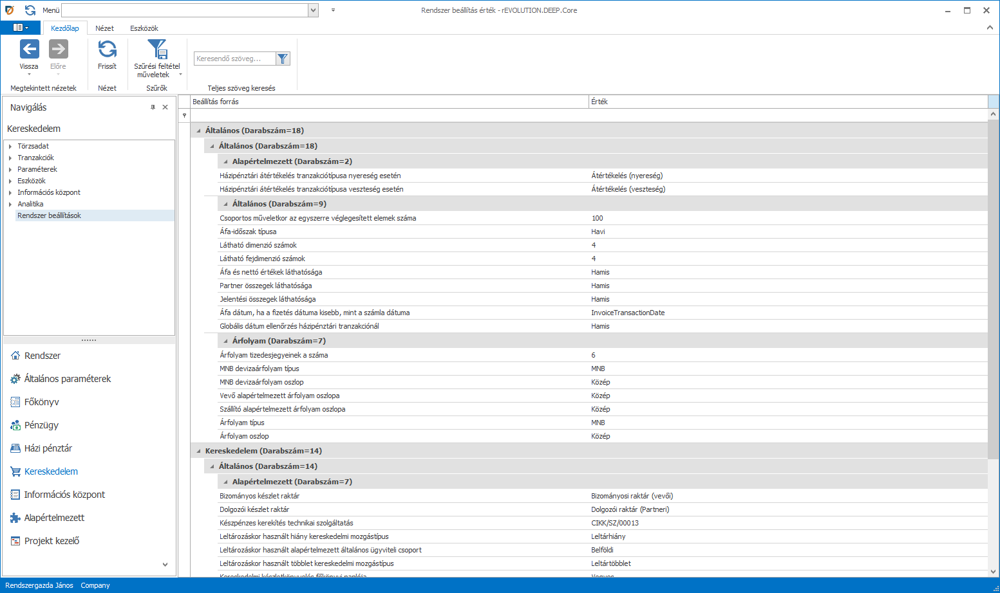 Menü
Rendszer beállítás érték - rEVOLUTION.DEEP.Core
Kezdőlap
Nézet
Eszközök
Vissza
Előre
Frissít
Szűrési feltétel
műveletek
Keresendő szöveg...
Megtekintett nézetek
Nézet
Szűrők
Teljes szöveg keresés
Navigálás
Kereskedelem
Törzsadat
Tranzakciók
Paraméterek
Eszközök
Információs központ
Analitika
Rendszer beállítások
Rendszer
Általános paraméterek
Főkönyv
Pénzügy
Házi pénztár
Kereskedelem
Információs központ
Alapértelmezett
Projekt kezelő
Beállítás forrás Érték
Általános (Darabszám=18)
Általános (Darabszám=18)
Alapértelmezett (Darabszám=2)
Házipénztári átértékelés tranzakciótípusa nyereség esetén Átértékelés (nyereség)
Házipénztári átértékelés tranzakciótípusa veszteség esetén Átértékelés (veszteség)
Általános (Darabszám=9)
Csoportos műveletkor az egyszerre véglegesített elemek száma 100
Áfa-időszak típusa Havi
Látható dimenzió számok 4
Látható fejdimenzió számok 4
Áfa és nettó értékek láthatósága Hamis
Partner összegek láthatósága Hamis
Jelentési összegek láthatósága Hamis
Áfa dátum, ha a fizetés dátuma kisebb, mint a számla dátuma InvoiceTransactionDate
Globális dátum ellenőrzés házipénztári tranzakciónál Hamis
Árfolyam (Darabszám=7)
Árfolyam tizedesjegyeinek a száma 6
MNB devizaárfolyam típus MNB
MNB devizaárfolyam oszlop Közép
Vevő alapértelmezett árfolyam oszlopa Közép
Szállító alapértelmezett árfolyam oszlopa Közép
Árfolyam típus MNB
Árfolyam oszlop Közép
Kereskedelem (Darabszám=14)
Általános (Darabszám=14)
Alapértelmezett (Darabszám=7)
Bizományos készlet raktár Bizományosi raktár (vevői)
Dolgozói készlet raktár Dolgozói raktár (Partneri)
Készpénzes kerekítés technikai szolgáltatás CIKK/SZ/00013
Leltározáskor használt hiány kereskedelmi mozgástípus Leltárhiány
Leltározáskor használt alapértelmezett általános ügyviteli csoport Belföldi
Leltározáskor használt többlet kereskedelmi mozgástípus Leltártöbblet
Kereskedelmi készletkönyvelés főkönyvi naplója Vegyes
Rendszergazda János Company